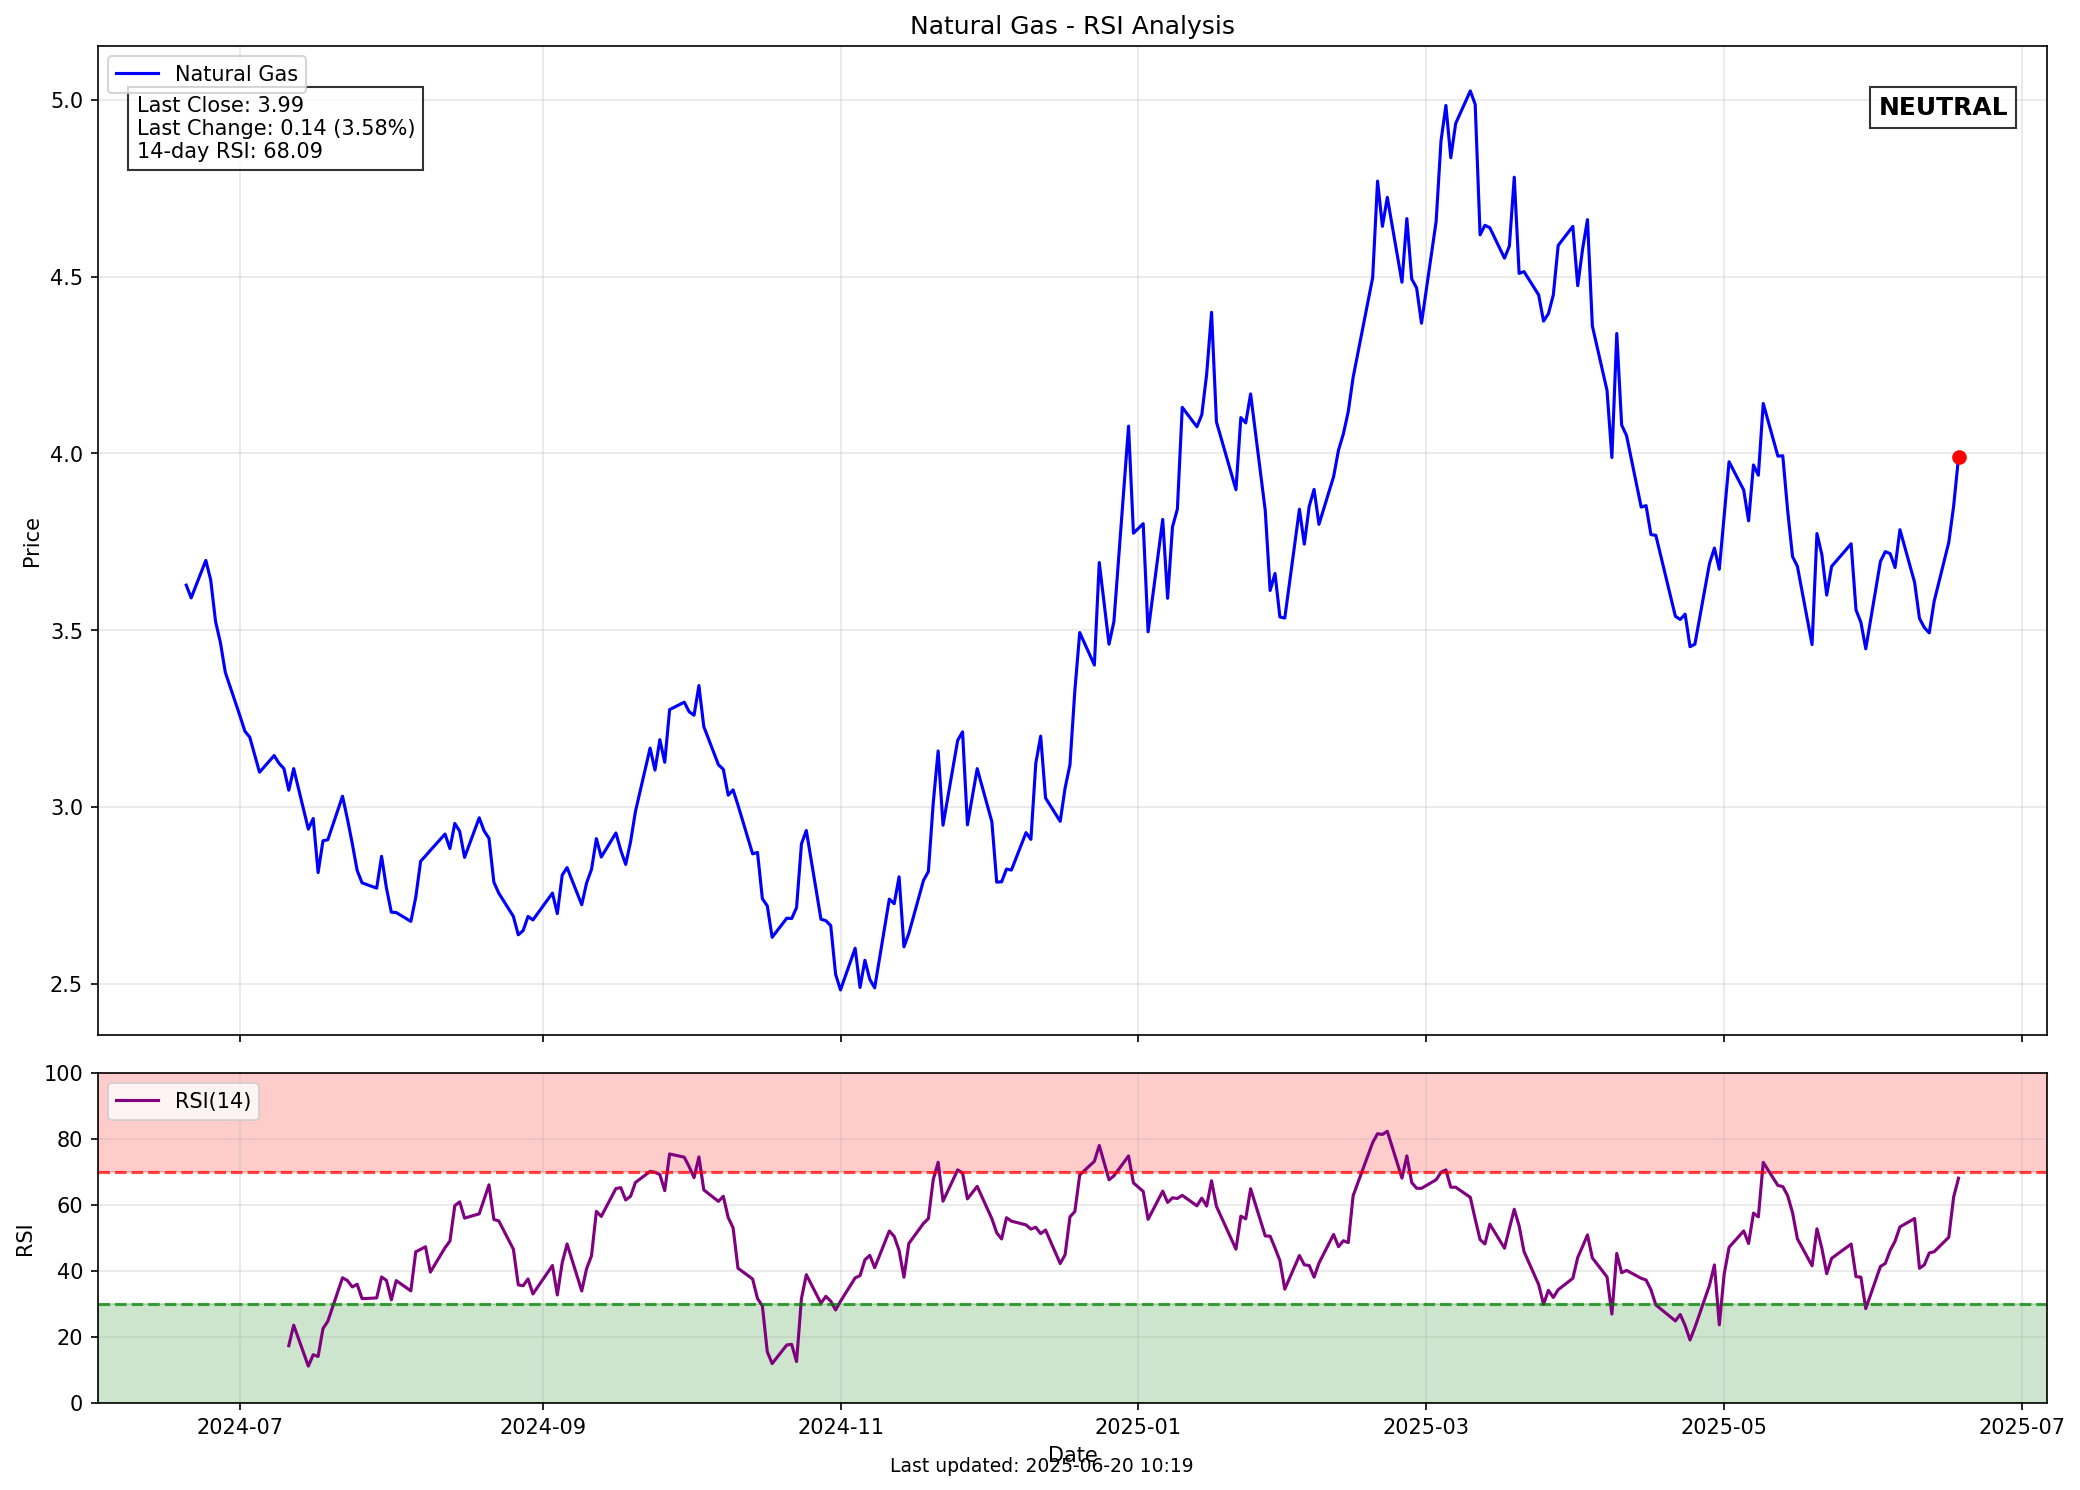 Natural Gas - RSI Analysis
Natural Gas
Last Close: 3.99
Last Change: 0.14 (3.58%)
14-day RSI: 68.09
NEUTRAL
Price
5.0
4.5
4.0
3.5
3.0
2.5
RSI(14)
RSI
100
80
60
40
20
0
2024-07
2024-09
2024-11
2025-01
2025-03
2025-05
2025-07
Date
Last updated: 2025-06-20 10:19